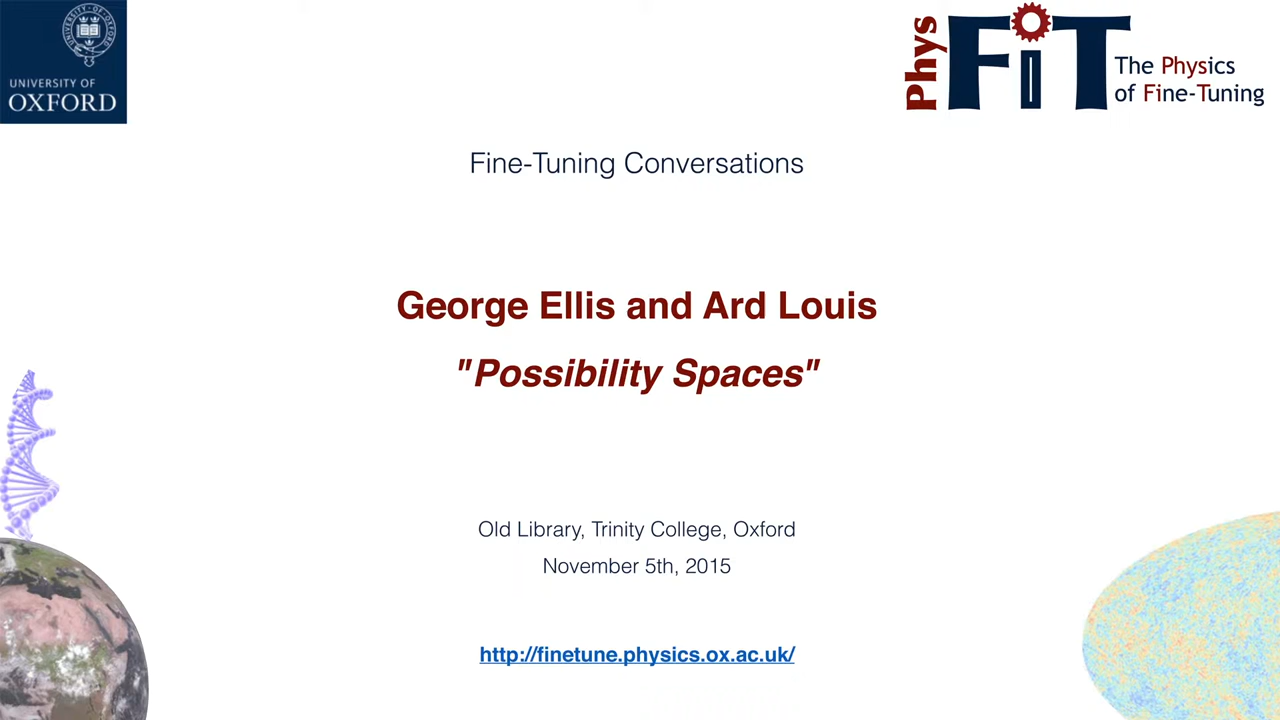 UNIVERSITY OF
OXFORD
Phys
FiT
The Physics
of Fine-Tuning
Fine-Tuning Conversations
George Ellis and Ard Louis
"Possibility Spaces"
Old Library, Trinity College, Oxford
November 5th, 2015
http://finetune.physics.ox.ac.uk/